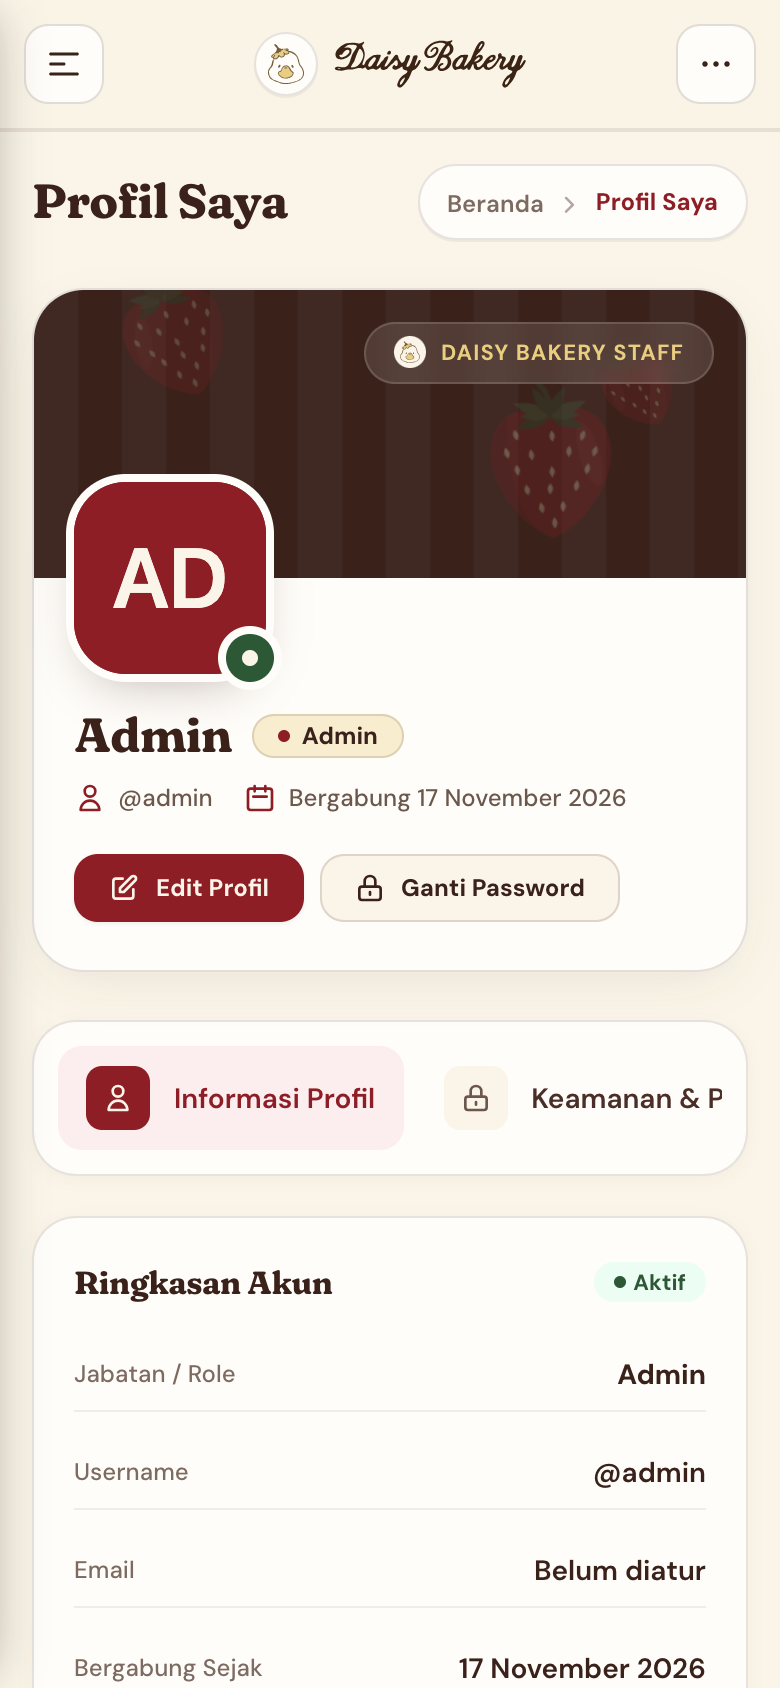 Daisy Bakery
Profil Saya
Beranda > Profil Saya
DAISY BAKERY STAFF
AD
Admin
Admin
@admin
Bergabung 17 November 2026
Edit Profil
Ganti Password
Informasi Profil
Keamanan & P
Ringkasan Akun
Aktif
Jabatan / Role
Admin
Username
@admin
Email
Belum diatur
Bergabung Sejak
17 November 2026